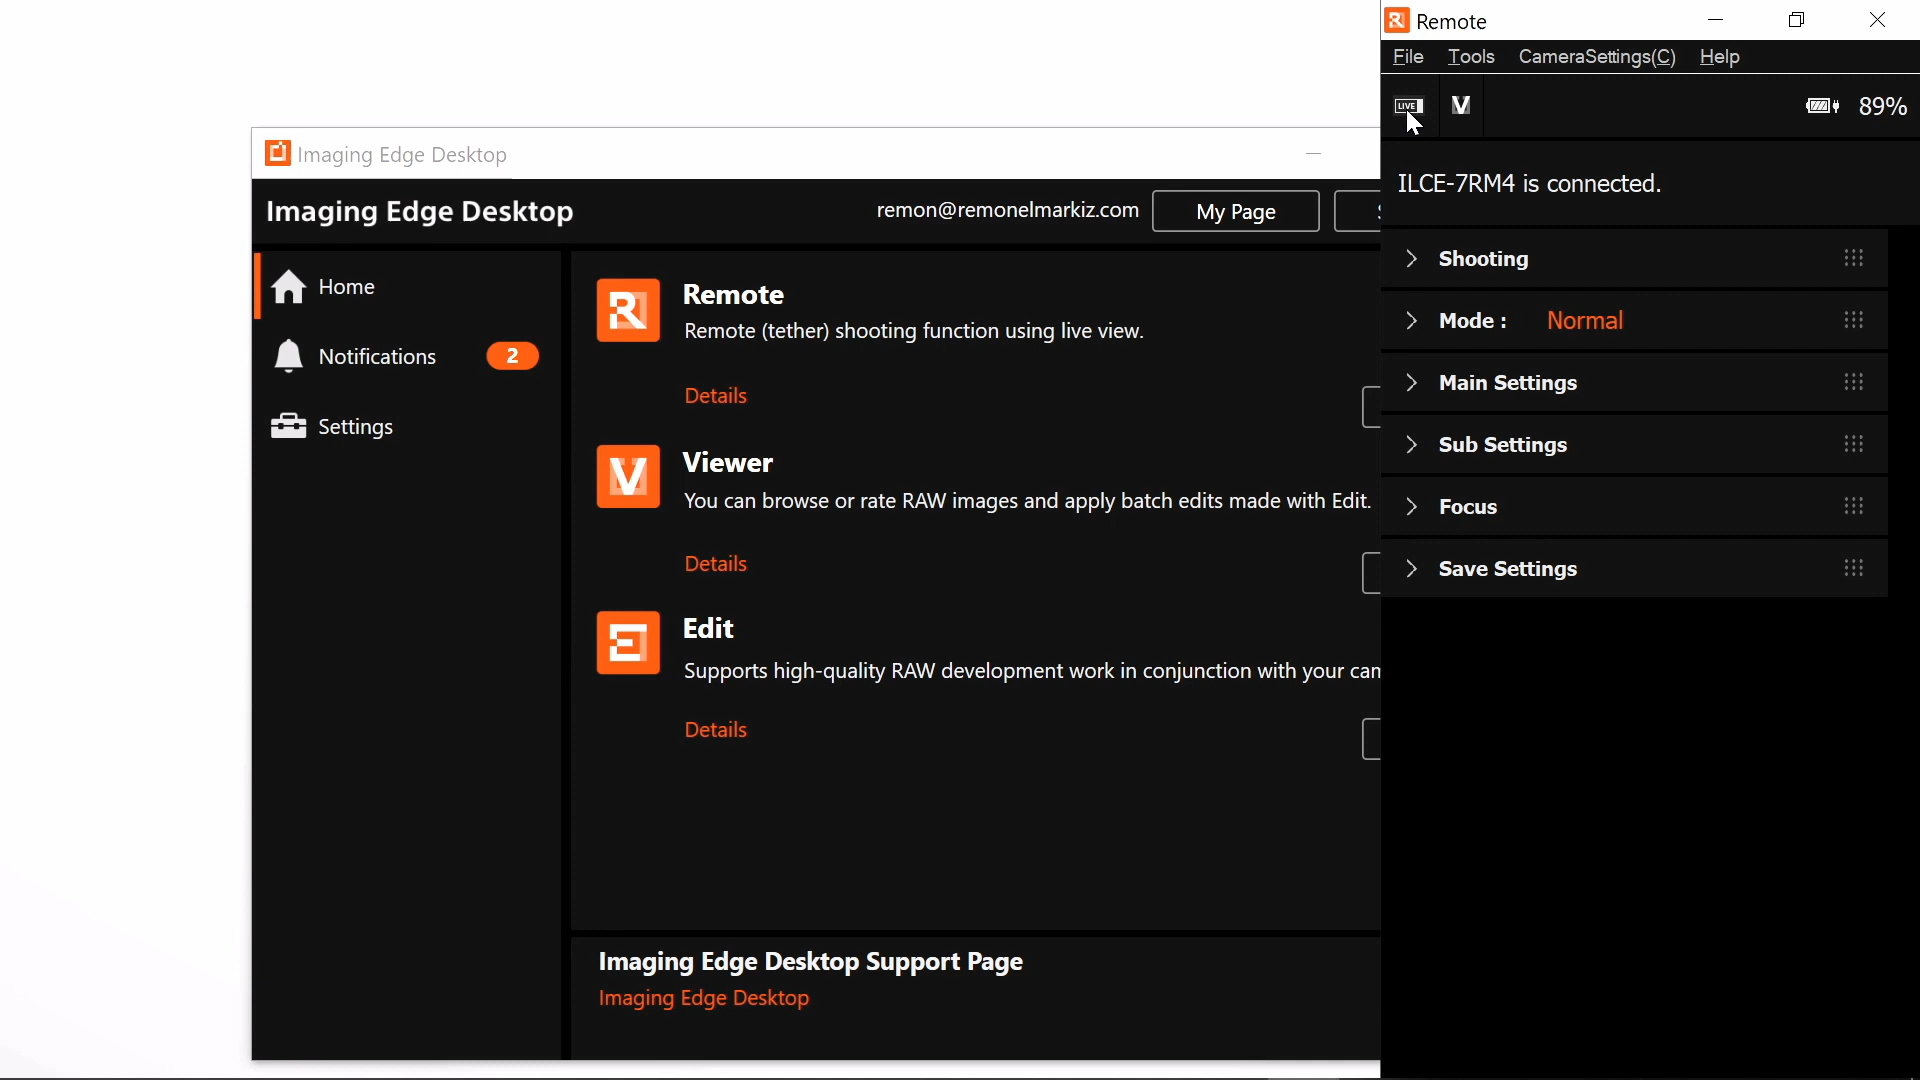 Imaging Edge Desktop
Imaging Edge Desktop
remon@remonelmarkiz.com
My Page
Home
Notifications
2
Settings
Remote
Remote (tether) shooting function using live view.
Details
Viewer
You can browse or rate RAW images and apply batch edits made with Edit.
Details
Edit
Supports high-quality RAW development work in conjunction with your
Details
Imaging Edge Desktop Support Page
Imaging Edge Desktop
Remote
File Tools CameraSettings(C) Help
LIVE V 89%
ILCE-7RM4 is connected.
Shooting
Mode : Normal
Main Settings
Sub Settings
Focus
Save Settings